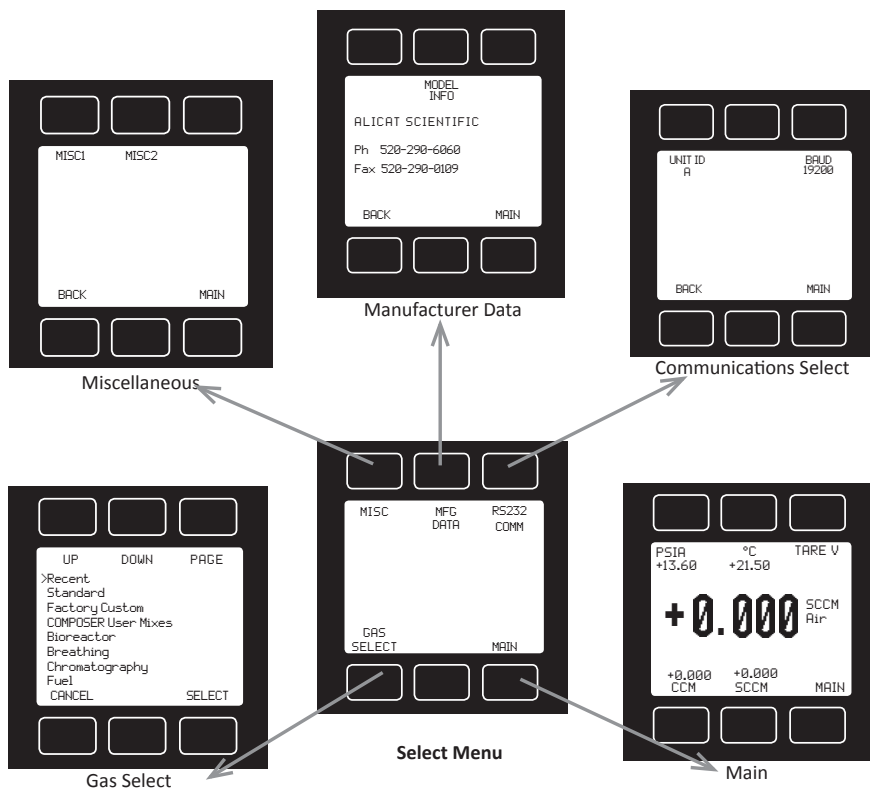 MODEL
INFO
ALICAT SCIENTIFIC
Ph 520-290-6060
Fax 520-290-0109
BACK MAIN
Manufacturer Data
MISC1 MISC2
BACK MAIN
Miscellaneous
UNIT ID BAUD
A 19200
BACK MAIN
Communications Select
MISC MFG RS232
DATA COMM
GAS
SELECT MAIN
Select Menu
UP DOWN PAGE
>Recent
Standard
Factory Custom
COMPOSER User Mixes
Bioreactor
Breathing
Chromatography
Fuel
CANCEL SELECT
Gas Select
PSIA °C TARE V
+13.60 +21.50
+0.000 SCCM
Air
+0.000 +0.000
CCM SCCM MAIN
Main